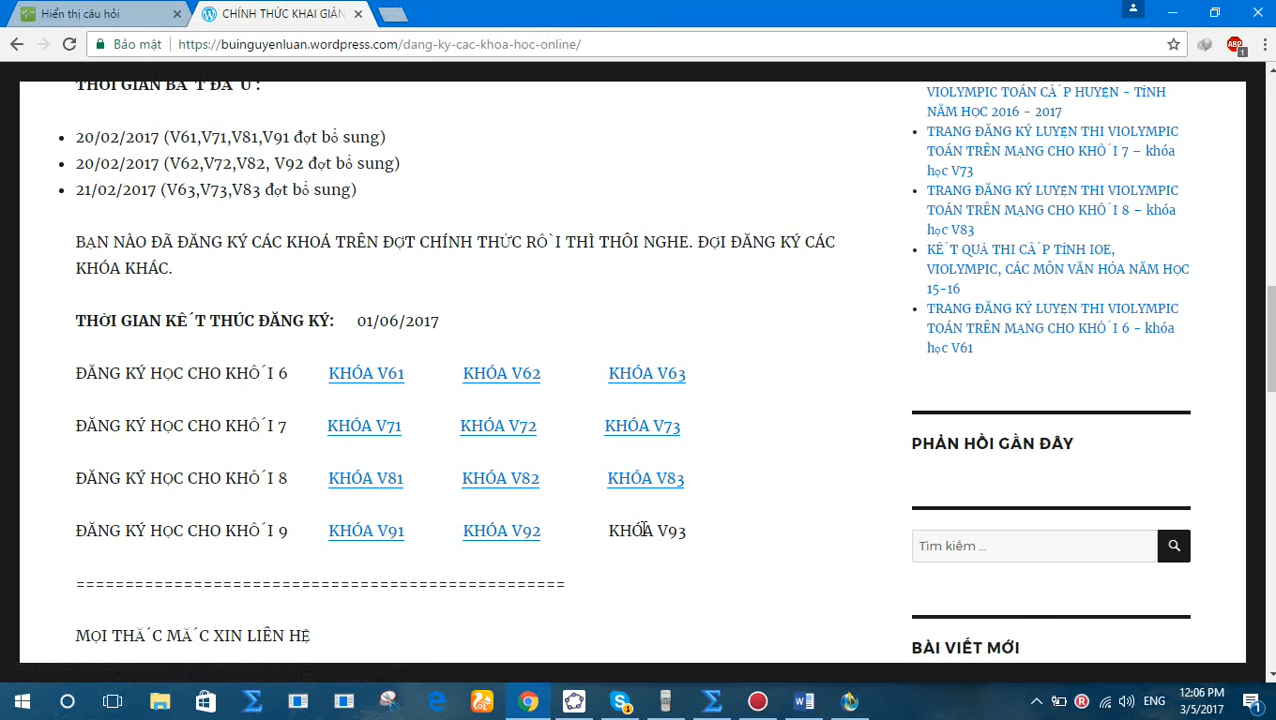 Hiển thị câu hỏi
CHÍNH THỨC KHAI GIẢN
Bảo mật
https://buinguyenluan.wordpress.com/dang-ky-cac-khoa-hoc-online/
ABP
1
THỜI GIAN BẮT ĐẦU :
20/02/2017 (V61,V71,V81,V91 đợt bổ sung)
20/02/2017 (V62,V72,V82, V92 đợt bổ sung)
21/02/2017 (V63,V73,V83 đợt bổ sung)
BẠN NÀO ĐÃ ĐĂNG KÝ CÁC KHOÁ TRÊN ĐỢT CHÍNH THỨC RỒI THÌ THÔI NGHE. ĐỢI ĐĂNG KÝ CÁC
KHÓA KHÁC.
THỜI GIAN KẾT THÚC ĐĂNG KÝ: 01/06/2017
ĐĂNG KÝ HỌC CHO KHỐI 6 KHÓA V61 KHÓA V62 KHÓA V63
ĐĂNG KÝ HỌC CHO KHỐI 7 KHÓA V71 KHÓA V72 KHÓA V73
ĐĂNG KÝ HỌC CHO KHỐI 8 KHÓA V81 KHÓA V82 KHÓA V83
ĐĂNG KÝ HỌC CHO KHỐI 9 KHÓA V91 KHÓA V92 KHÓA V93
==================================================
MỌI THẮC MẮC XIN LIÊN HỆ
VIOLYMPIC TOÁN CẤP HUYỆN - TỈNH
NĂM HỌC 2016 - 2017
TRANG ĐĂNG KÝ LUYỆN THI VIOLYMPIC
TOÁN TRÊN MẠNG CHO KHỐI 7 – khóa
học V73
TRANG ĐĂNG KÝ LUYỆN THI VIOLYMPIC
TOÁN TRÊN MẠNG CHO KHỐI 8 – khóa
học V83
KẾT QUẢ THI CẤP TỈNH IOE,
VIOLYMPIC, CÁC MÔN VĂN HÓA NĂM HỌC
15-16
TRANG ĐĂNG KÝ LUYỆN THI VIOLYMPIC
TOÁN TRÊN MẠNG CHO KHỐI 6 - khóa
học V61
PHẢN HỒI GẦN ĐÂY
Tìm kiếm …
BÀI VIẾT MỚI
ENG
12:06 PM
3/5/2017